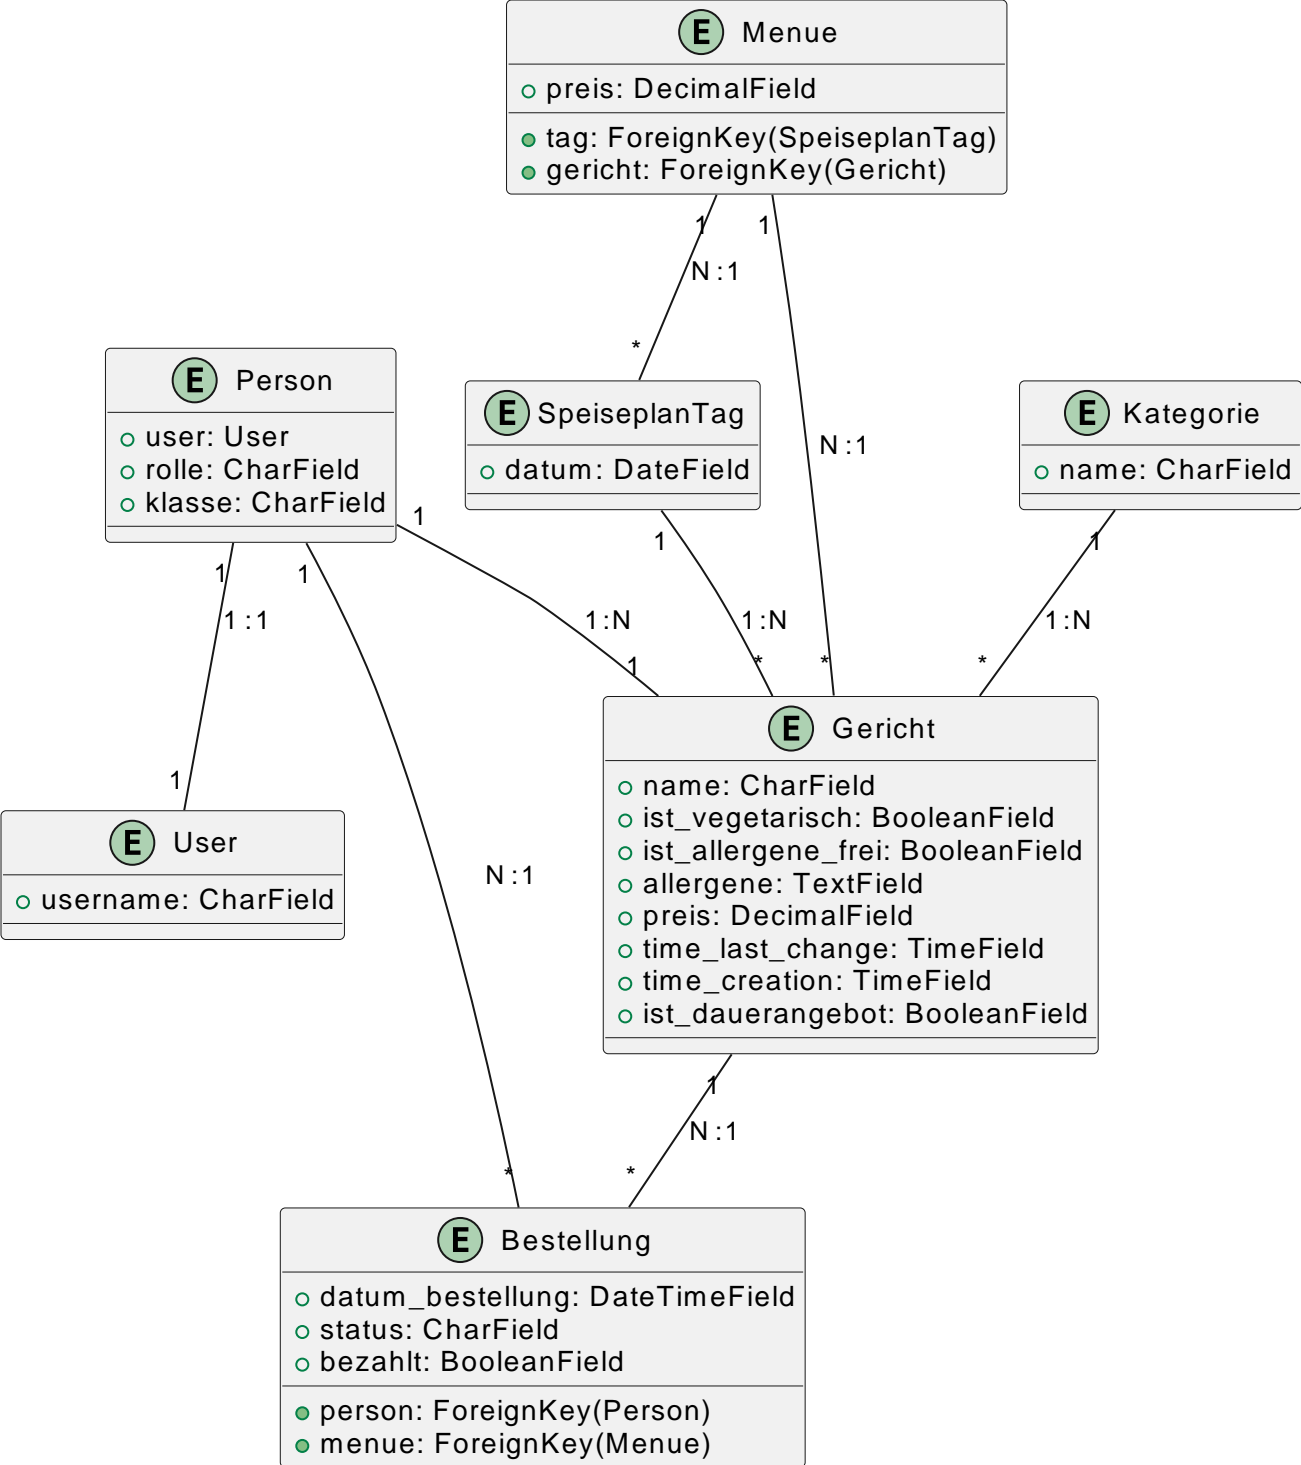 E Menue
preis: DecimalField
tag: ForeignKey(SpeiseplanTag)
gericht: ForeignKey(Gericht)
1
1
N:1
*
E Person
user: User
rolle: CharField
klasse: CharField
E SpeiseplanTag
datum: DateField
N:1
E Kategorie
name: CharField
1
1
1
1
1
1:1
1:N
1:N
1:N
1
*
*
*
E Gericht
name: CharField
ist_vegetarisch: BooleanField
ist_allergene_frei: BooleanField
allergene: TextField
preis: DecimalField
time_last_change: TimeField
time_creation: TimeField
ist_dauerangebot: BooleanField
1
E User
username: CharField
N:1
1
N:1
*
*
E Bestellung
datum_bestellung: DateTimeField
status: CharField
bezahlt: BooleanField
person: ForeignKey(Person)
menue: ForeignKey(Menue)